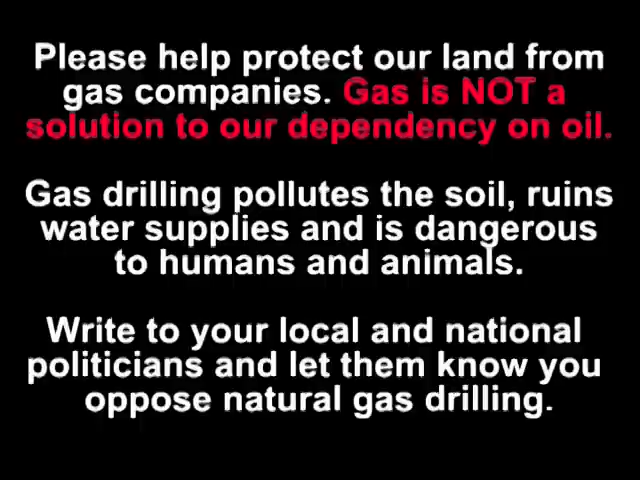 Please help protect our land from
gas companies. Gas is NOT a
solution to our dependency on oil.
Gas drilling pollutes the soil, ruins
water supplies and is dangerous
to humans and animals.
Write to your local and national
politicians and let them know you
oppose natural gas drilling.